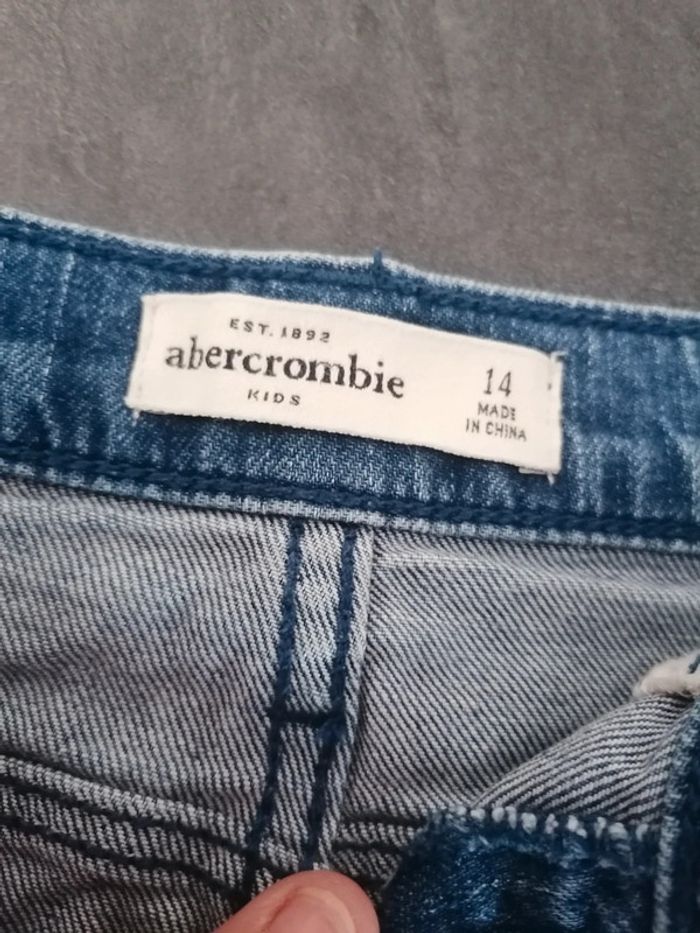 EST. 1892
abercrombie
KIDS
14
MADE
IN CHINA